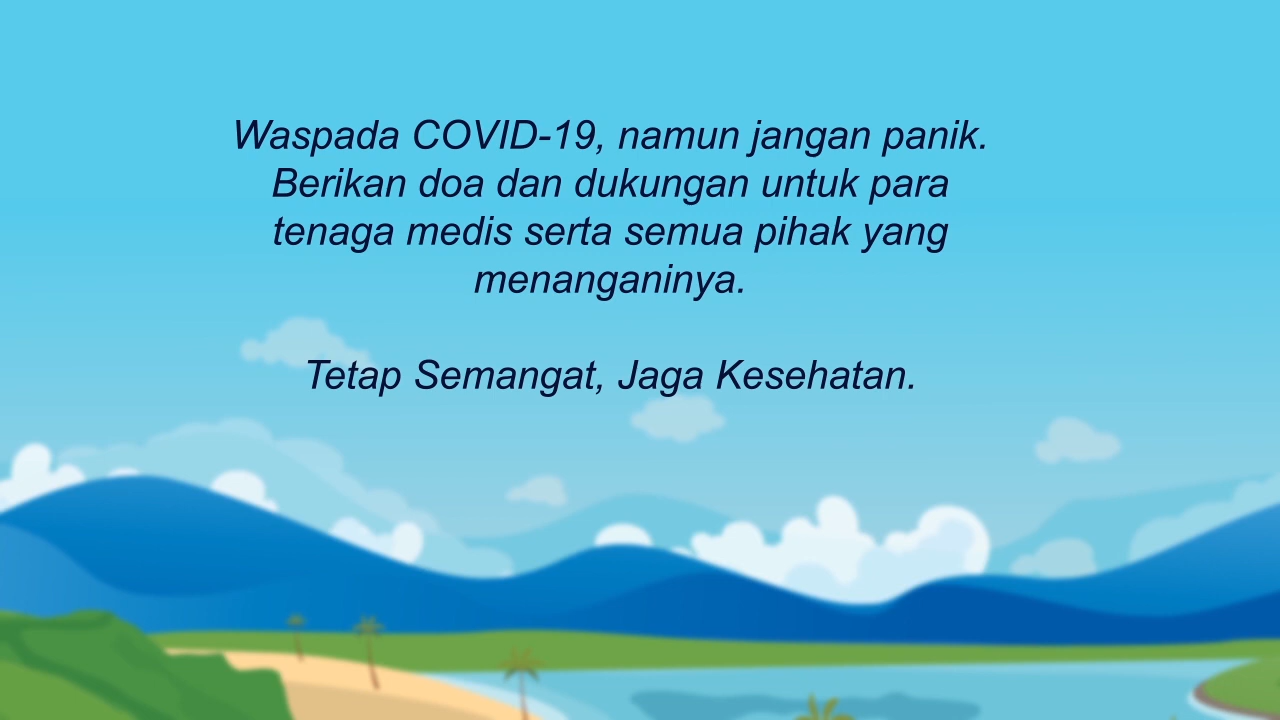 Waspada COVID-19, namun jangan panik.
Berikan doa dan dukungan untuk para
tenaga medis serta semua pihak yang
menanganinya.
Tetap Semangat, Jaga Kesehatan.